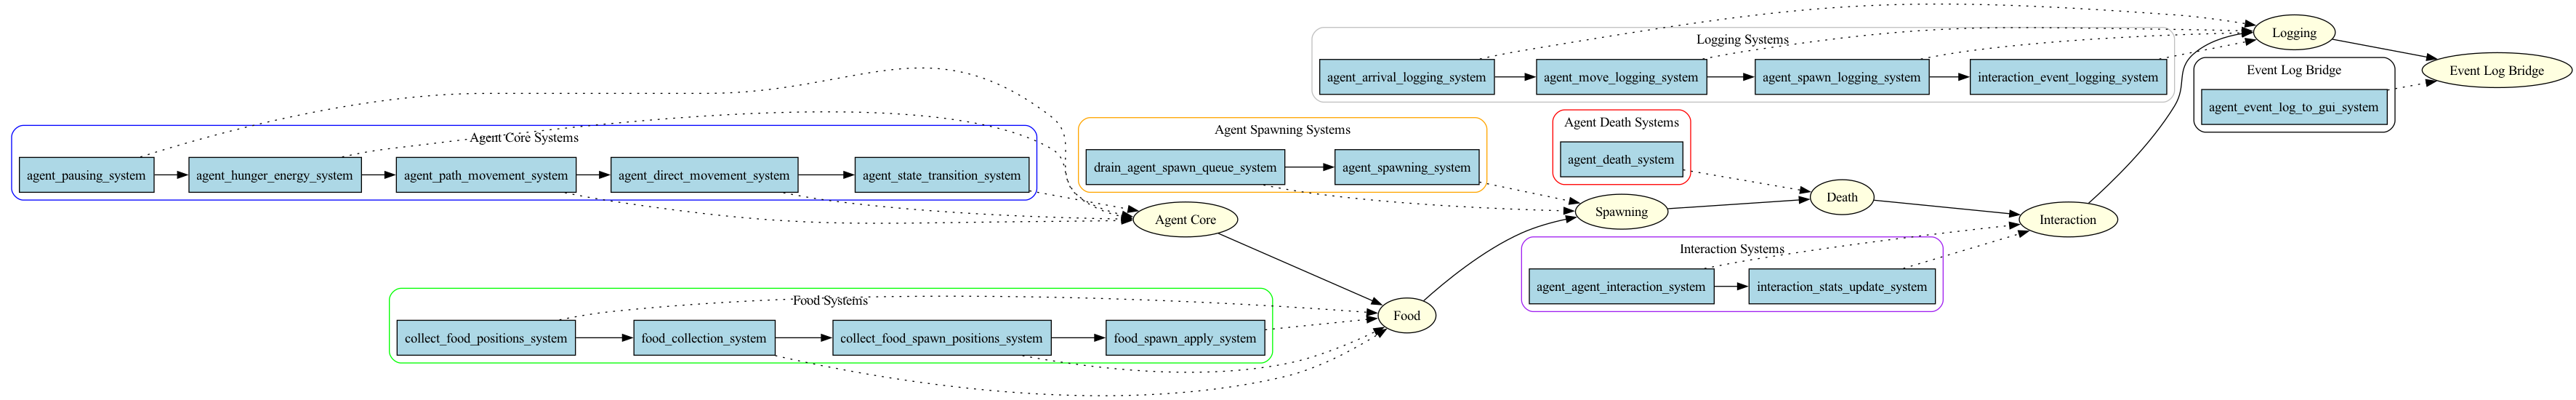 Logging Systems
agent_arrival_logging_system
agent_move_logging_system
agent_spawn_logging_system
interaction_event_logging_system
Logging
Event Log Bridge
agent_event_log_to_gui_system
Event Log Bridge
Agent Core Systems
agent_pausing_system
agent_hunger_energy_system
agent_path_movement_system
agent_direct_movement_system
agent_state_transition_system
Agent Core
Agent Spawning Systems
drain_agent_spawn_queue_system
agent_spawning_system
Spawning
Agent Death Systems
agent_death_system
Death
Interaction Systems
agent_agent_interaction_system
interaction_stats_update_system
Interaction
Food Systems
collect_food_positions_system
food_collection_system
collect_food_spawn_positions_system
food_spawn_apply_system
Food